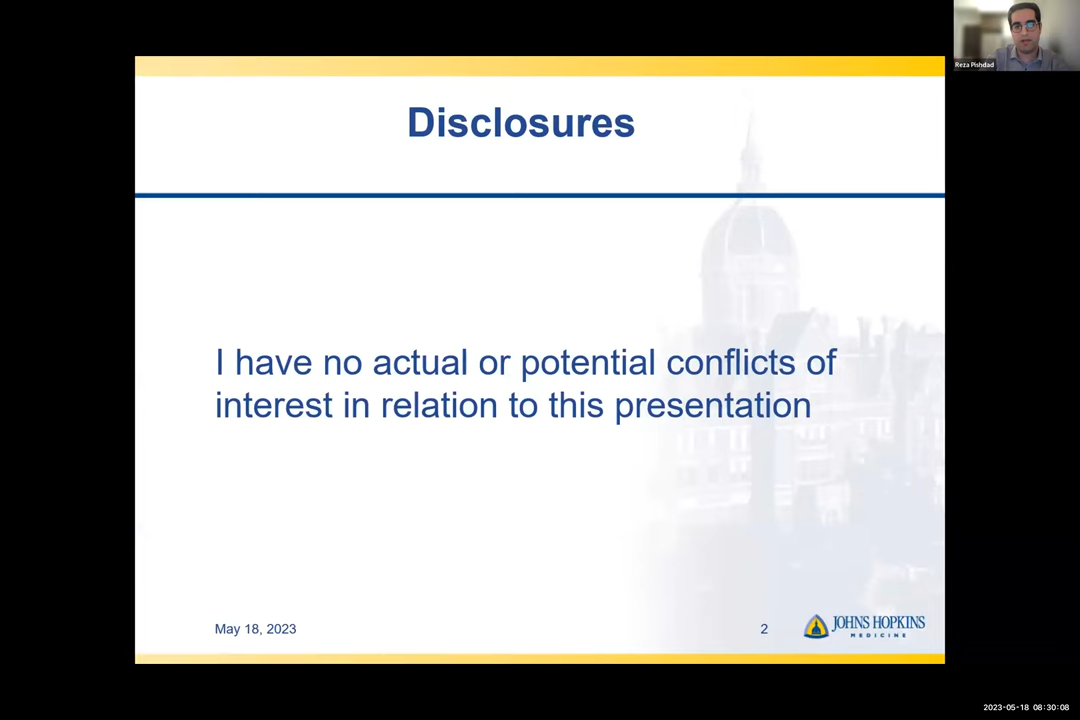 Reza Pishdad
Disclosures
I have no actual or potential conflicts of
interest in relation to this presentation
May 18, 2023
2
JOHNS HOPKINS
MEDICINE
2023-05-18 08:30:08